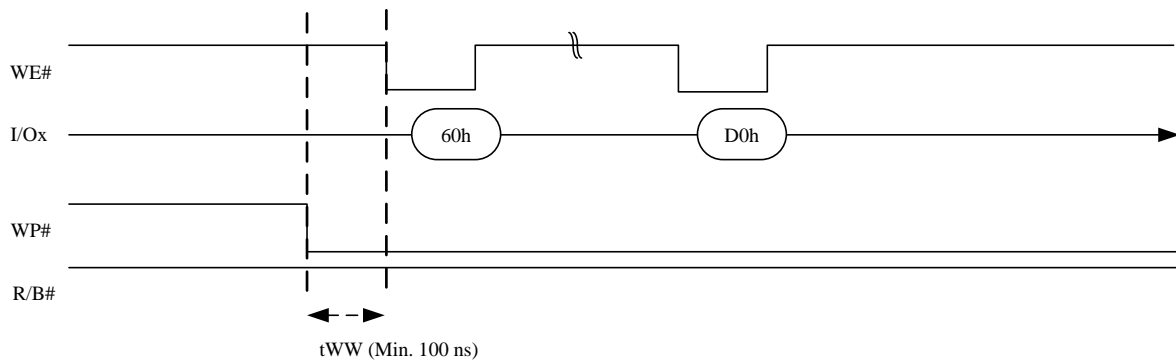 WE#
I/Ox
60h
D0h
WP#
R/B#
tWW (Min. 100 ns)